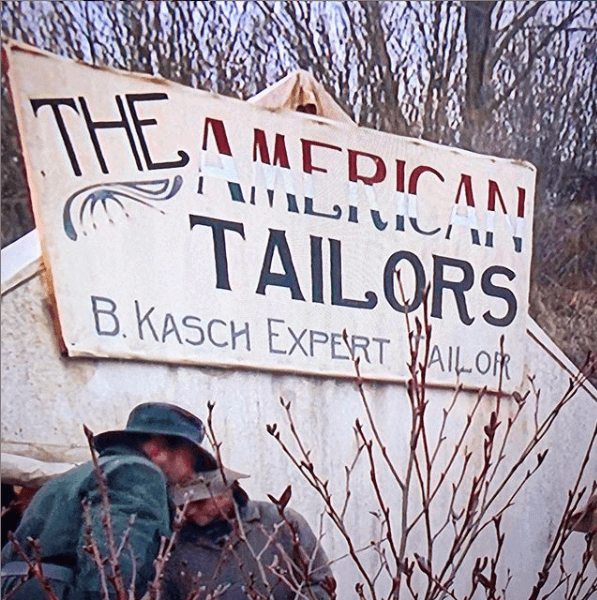 THE AMERICAN
TAILORS
B. KASCH EXPERT TAILOR